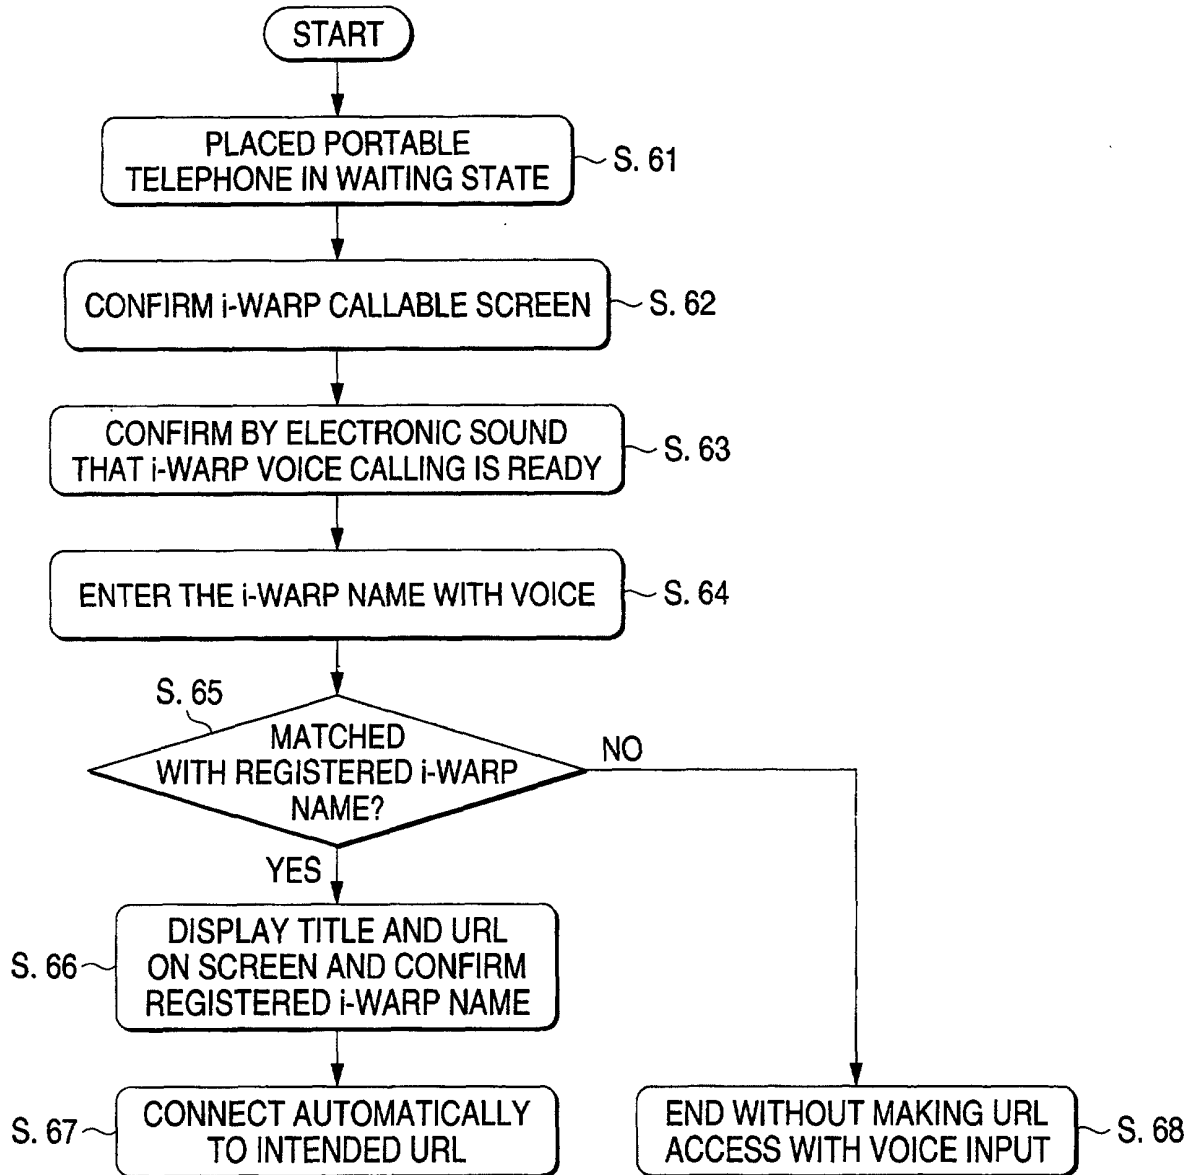 START
PLACED PORTABLE
TELEPHONE IN WAITING STATE
S. 61
CONFIRM i-WARP CALLABLE SCREEN
S. 62
CONFIRM BY ELECTRONIC SOUND
THAT i-WARP VOICE CALLING IS READY
S. 63
ENTER THE i-WARP NAME WITH VOICE
S. 64
S. 65
MATCHED
WITH REGISTERED i-WARP
NAME?
NO
YES
S. 66
DISPLAY TITLE AND URL
ON SCREEN AND CONFIRM
REGISTERED i-WARP NAME
S. 67
CONNECT AUTOMATICALLY
TO INTENDED URL
END WITHOUT MAKING URL
ACCESS WITH VOICE INPUT
S. 68